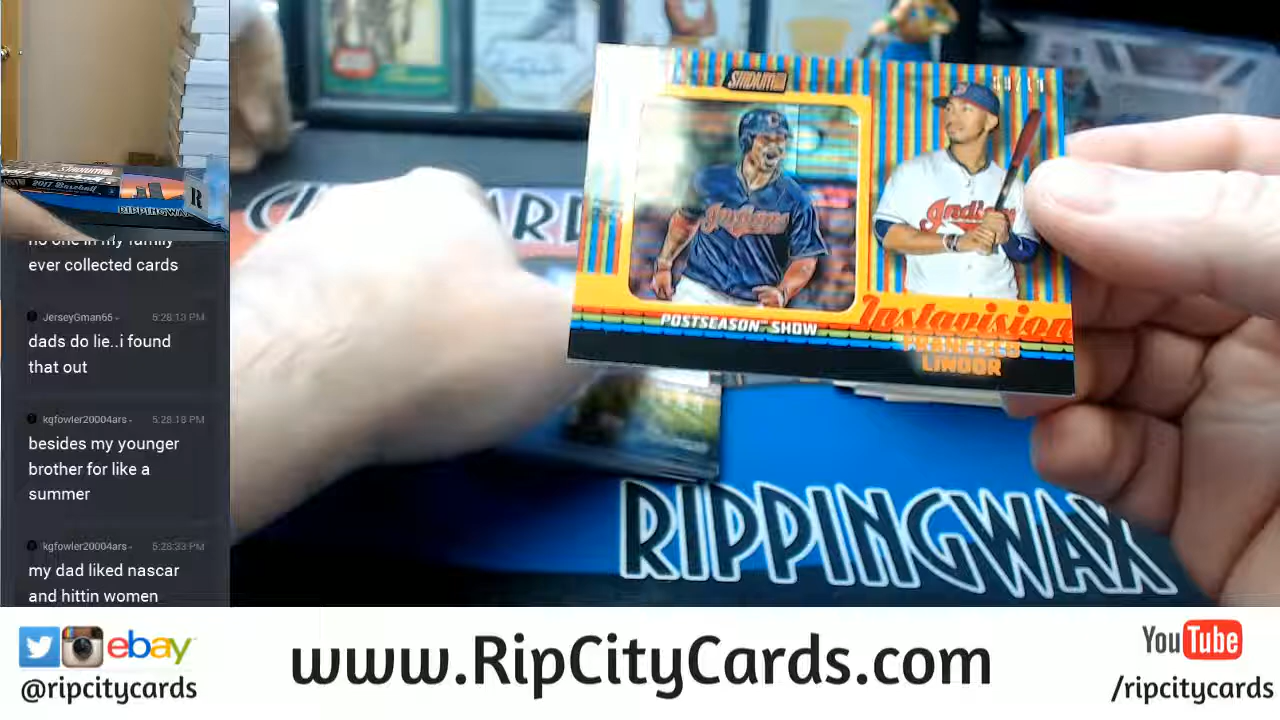 no one in my family
ever collected cards
JerseyGman66
5:28:13 PM
dads do lie..i found
that out
kgfowler20004ars
5:28:18 PM
besides my younger
brother for like a
summer
kgfowler20004ars
5:28:33 PM
my dad liked nascar
and hittin women
2017 Baseball
RIPPINGWAX
STADIUM
Indians
Indians
POSTSEASON SHOW
Instavision
FRANCISCO
LINDOR
RIPPINGWAX
ebay
@ripcitycards
www.RipCityCards.com
YouTube
/ripcitycards